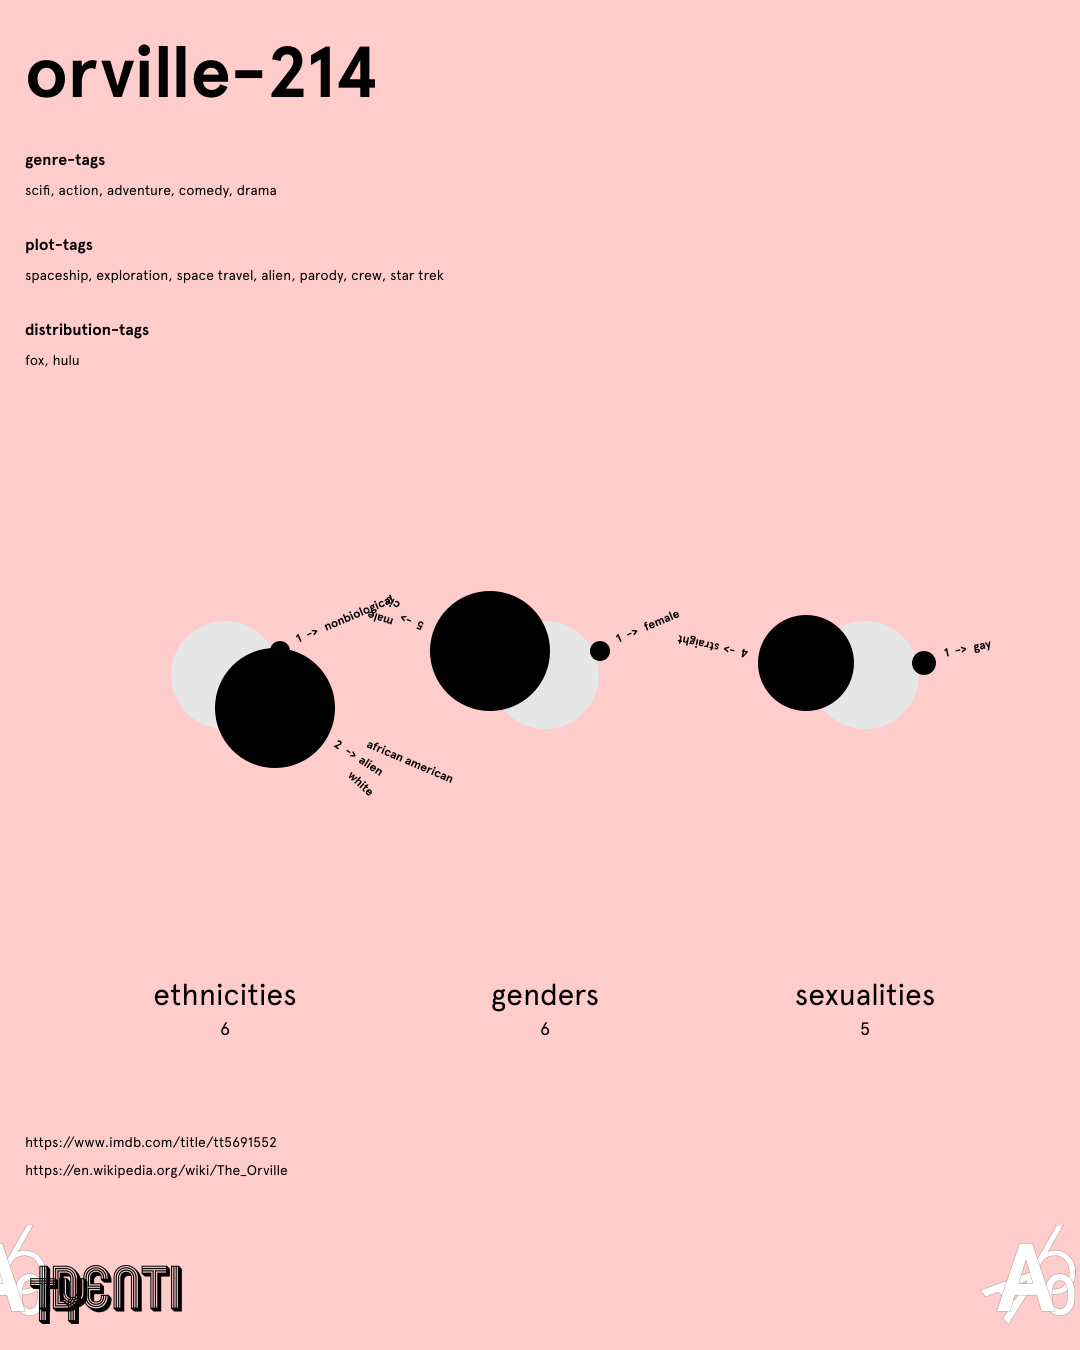 orville-214
genre-tags
scifi, action, adventure, comedy, drama
plot-tags
spaceship, exploration, space travel, alien, parody, crew, star trek
distribution-tags
fox, hulu
1 -> nonbiological
2 -> alien
african american
white
5 -> male
cis
1 -> female
4 -> straight
1 -> gay
ethnicities
6
genders
6
sexualities
5
https://www.imdb.com/title/tt5691552
https://en.wikipedia.org/wiki/The_Orville
IDENTI
TY